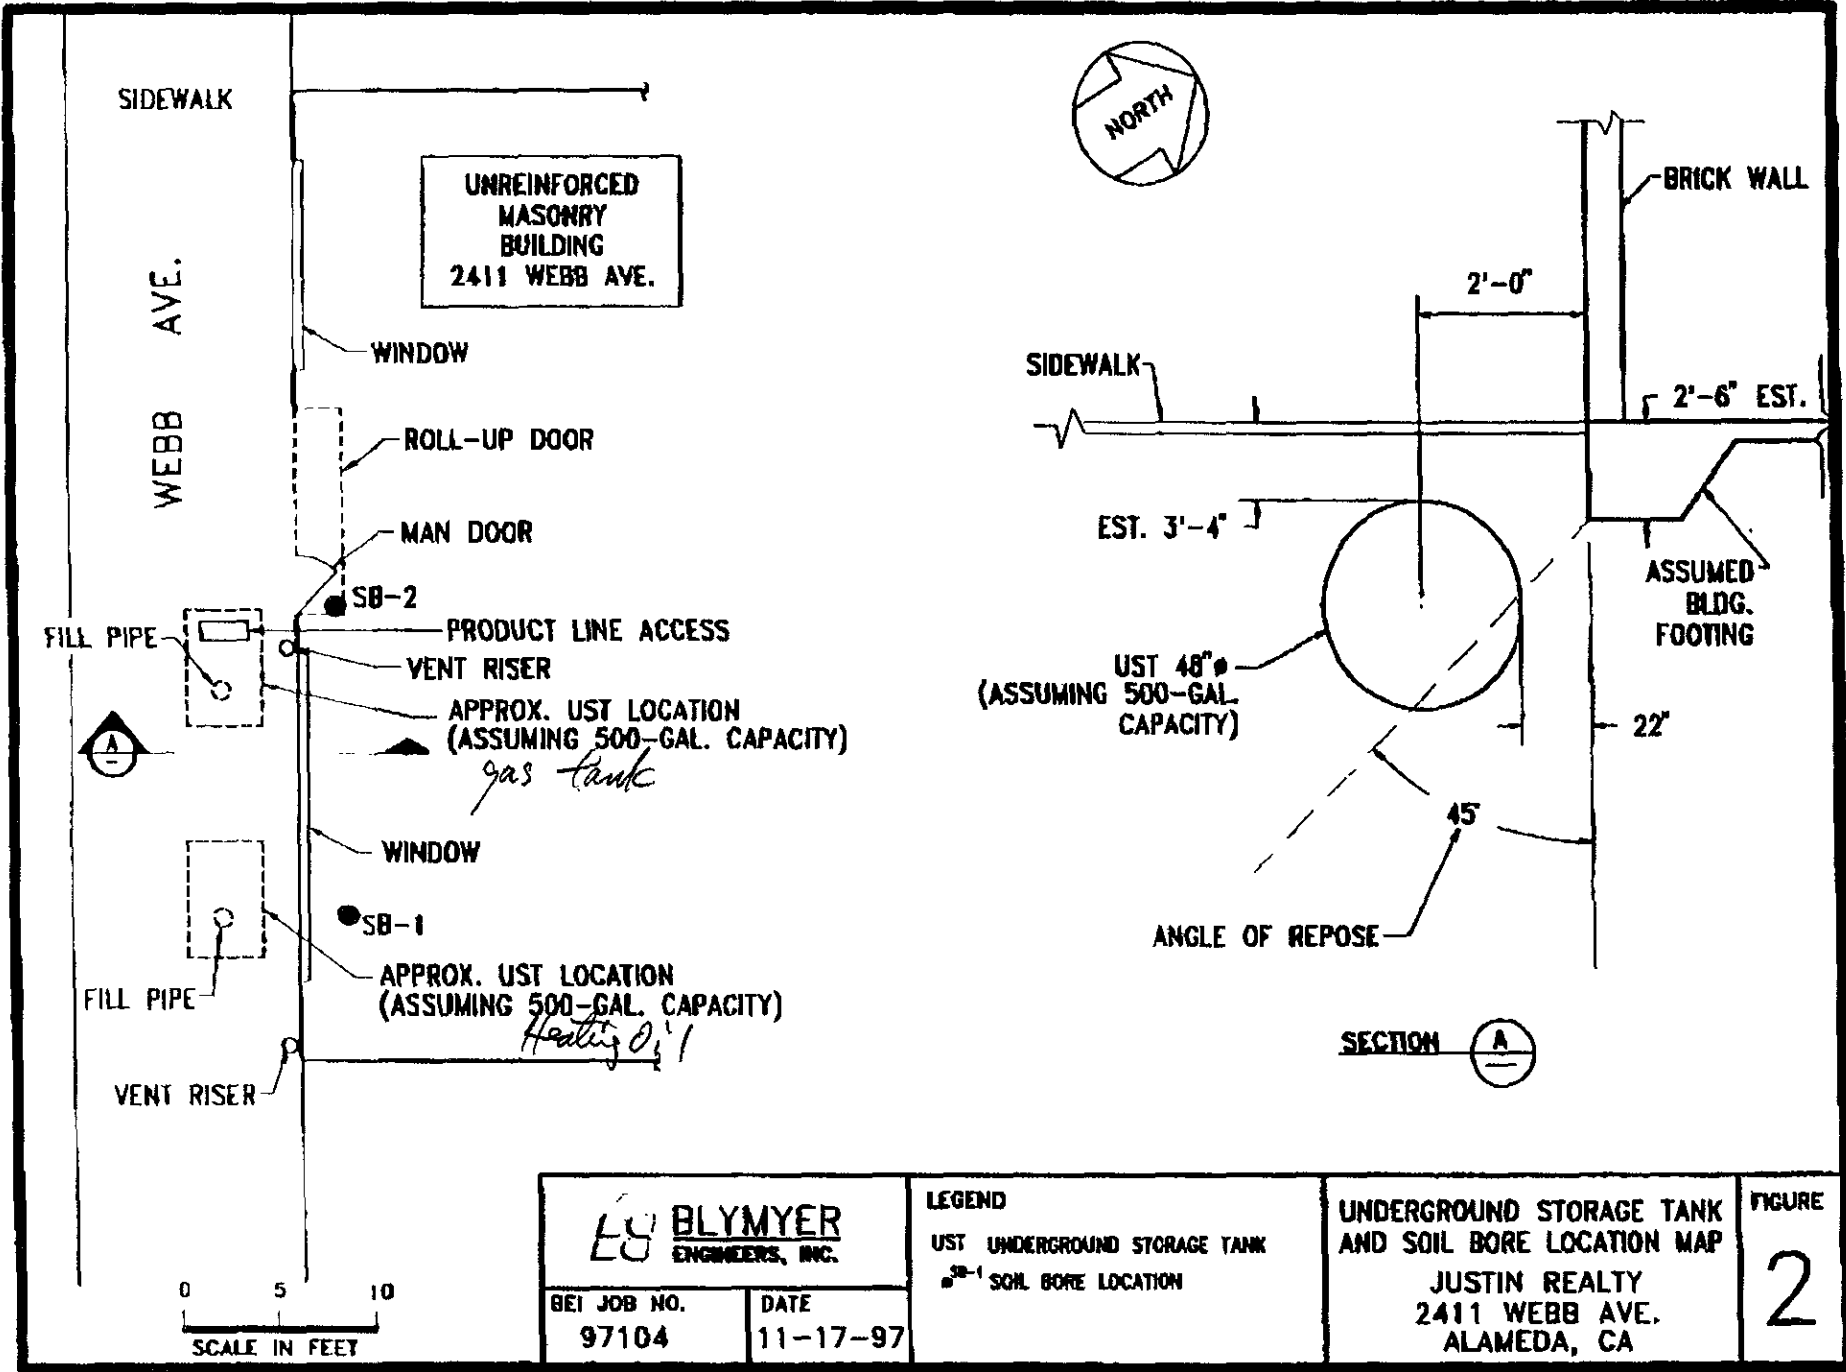 SIDEWALK
UNREINFORCED
MASONRY
BUILDING
2411 WEBB AVE.
WEBB AVE.
WINDOW
ROLL-UP DOOR
MAN DOOR
SB-2
FILL PIPE
PRODUCT LINE ACCESS
VENT RISER
APPROX. UST LOCATION
(ASSUMING 500-GAL. CAPACITY)
gas tank
A
WINDOW
SB-1
APPROX. UST LOCATION
(ASSUMING 500-GAL. CAPACITY)
Heating Oil
FILL PIPE
VENT RISER
0 5 10
SCALE IN FEET
NORTH
BRICK WALL
2'-0"
SIDEWALK
2'-6" EST.
EST. 3'-4"
ASSUMED
BLDG.
FOOTING
UST 48"ø
(ASSUMING 500-GAL.
CAPACITY)
22"
45°
ANGLE OF REPOSE
SECTION A
BLYMYER
ENGINEERS, INC.
BEI JOB NO.
97104
DATE
11-17-97
LEGEND
UST UNDERGROUND STORAGE TANK
SB-1 SOIL BORE LOCATION
UNDERGROUND STORAGE TANK
AND SOIL BORE LOCATION MAP
JUSTIN REALTY
2411 WEBB AVE.
ALAMEDA, CA
FIGURE
2